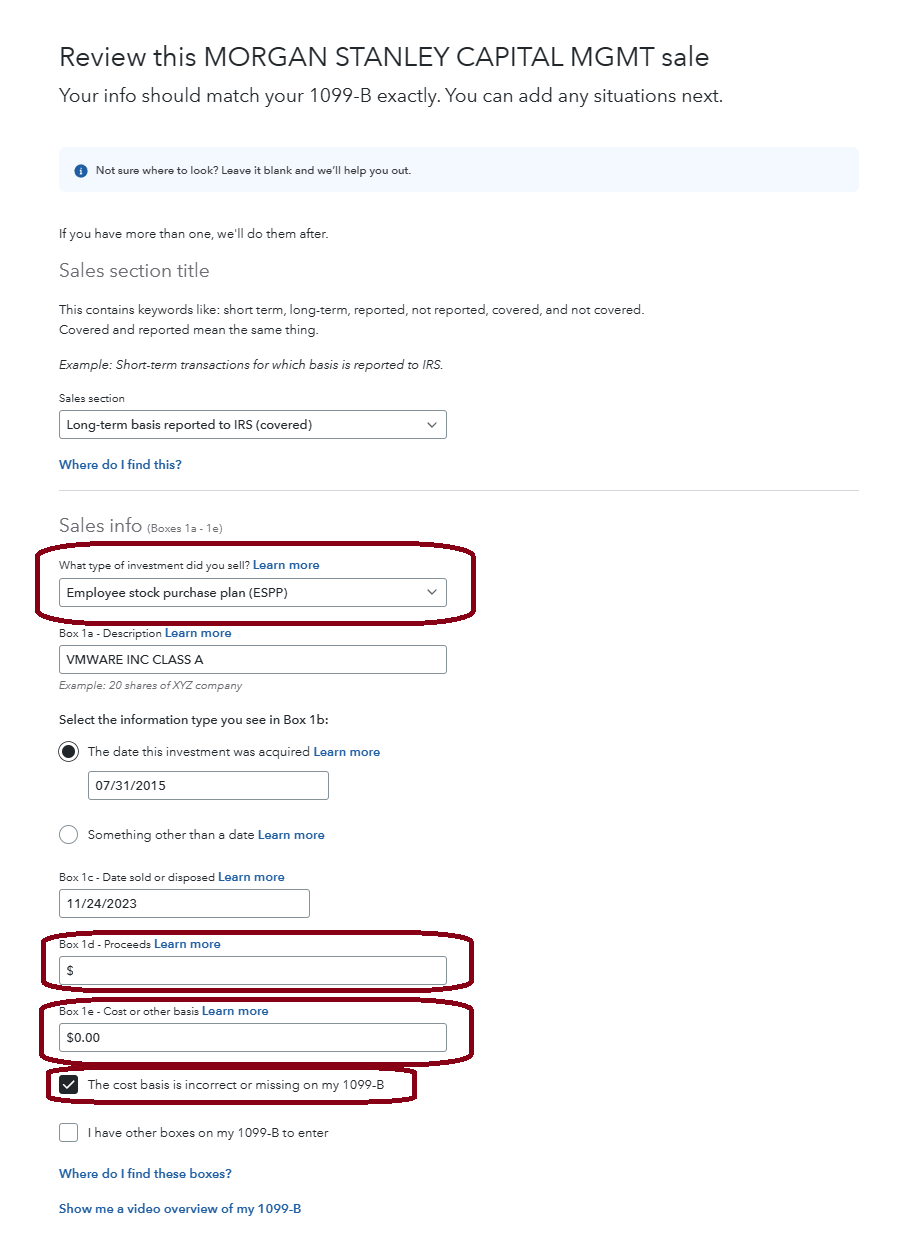 Review this MORGAN STANLEY CAPITAL MGMT sale
Your info should match your 1099-B exactly. You can add any situations next.
Not sure where to look? Leave it blank and we'll help you out.
If you have more than one, we'll do them after.
Sales section title
This contains keywords like: short term, long-term, reported, not reported, covered, and not covered.
Covered and reported mean the same thing.
Example: Short-term transactions for which basis is reported to IRS.
Sales section
Long-term basis reported to IRS (covered)
Where do I find this?
Sales info (Boxes 1a - 1e)
What type of investment did you sell? Learn more
Employee stock purchase plan (ESPP)
Box 1a - Description Learn more
VMWARE INC CLASS A
Example: 20 shares of XYZ company
Select the information type you see in Box 1b:
The date this investment was acquired Learn more
07/31/2015
Something other than a date Learn more
Box 1c - Date sold or disposed Learn more
11/24/2023
Box 1d - Proceeds Learn more
$
Box 1e - Cost or other basis Learn more
$0.00
The cost basis is incorrect or missing on my 1099-B
I have other boxes on my 1099-B to enter
Where do I find these boxes?
Show me a video overview of my 1099-B